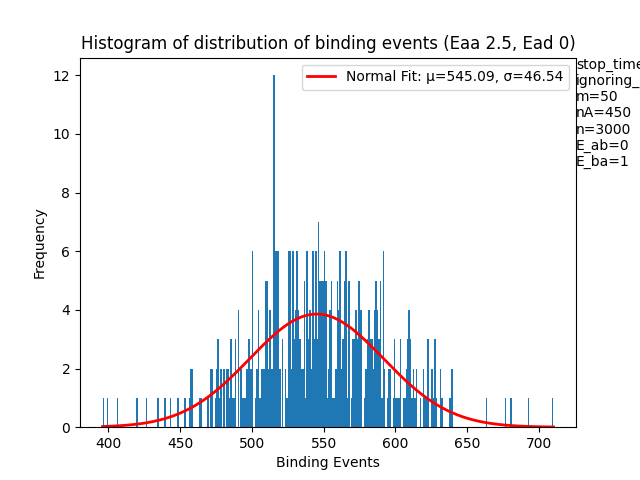 Histogram of distribution of binding events (Eaa 2.5, Ead 0)
Normal Fit: μ=545.09, σ=46.54
stop_time
ignoring_
m=50
nA=450
n=3000
E_ab=0
E_ba=1
12
10
8
6
4
2
0
Frequency
400 450 500 550 600 650 700
Binding Events